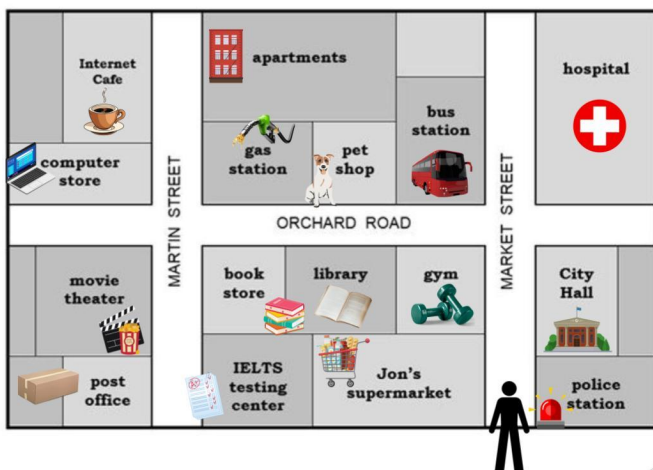 Internet
Cafe
apartments
hospital
computer
store
gas
station
pet
shop
bus
station
MARTIN STREET
ORCHARD ROAD
MARKET STREET
movie
theater
book
store
library
gym
City
Hall
post
office
IELTS
testing
center
Jon's
supermarket
police
station